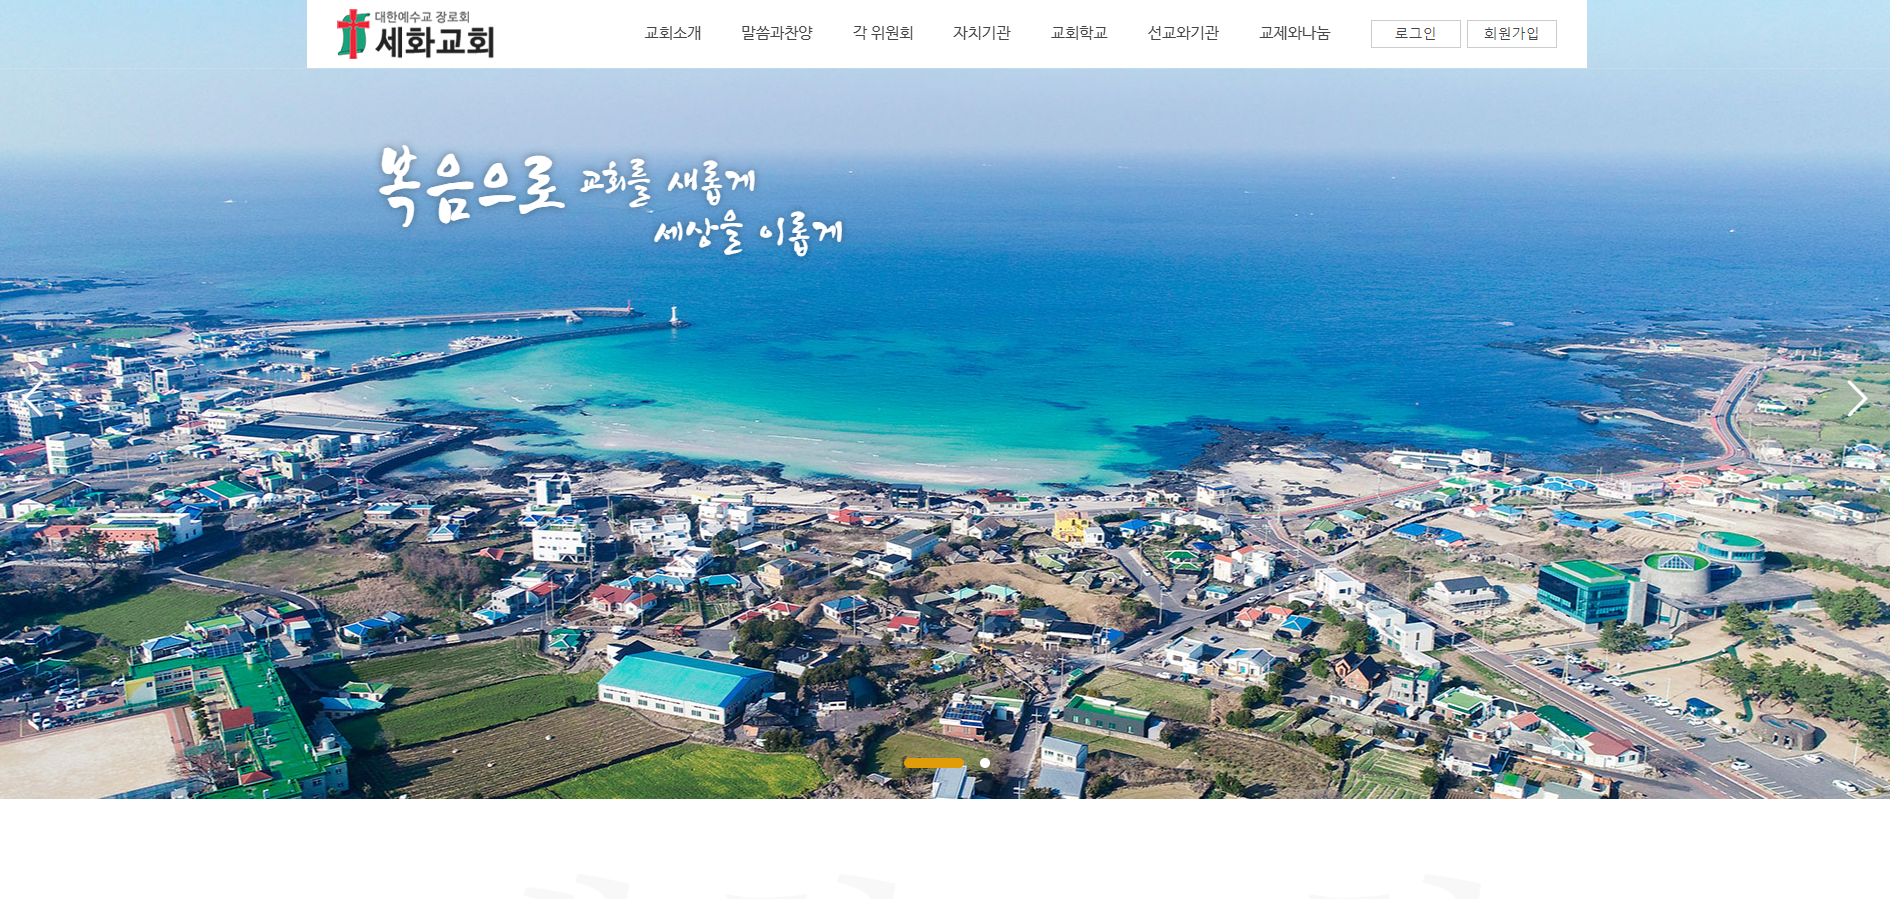 대한예수교 장로회
세화교회
교회소개 말씀과찬양 각 위원회 자치기관 교회학교 선교와기관 교제와나눔 로그인 회원가입
복음으로 교회를 새롭게
세상을 이롭게